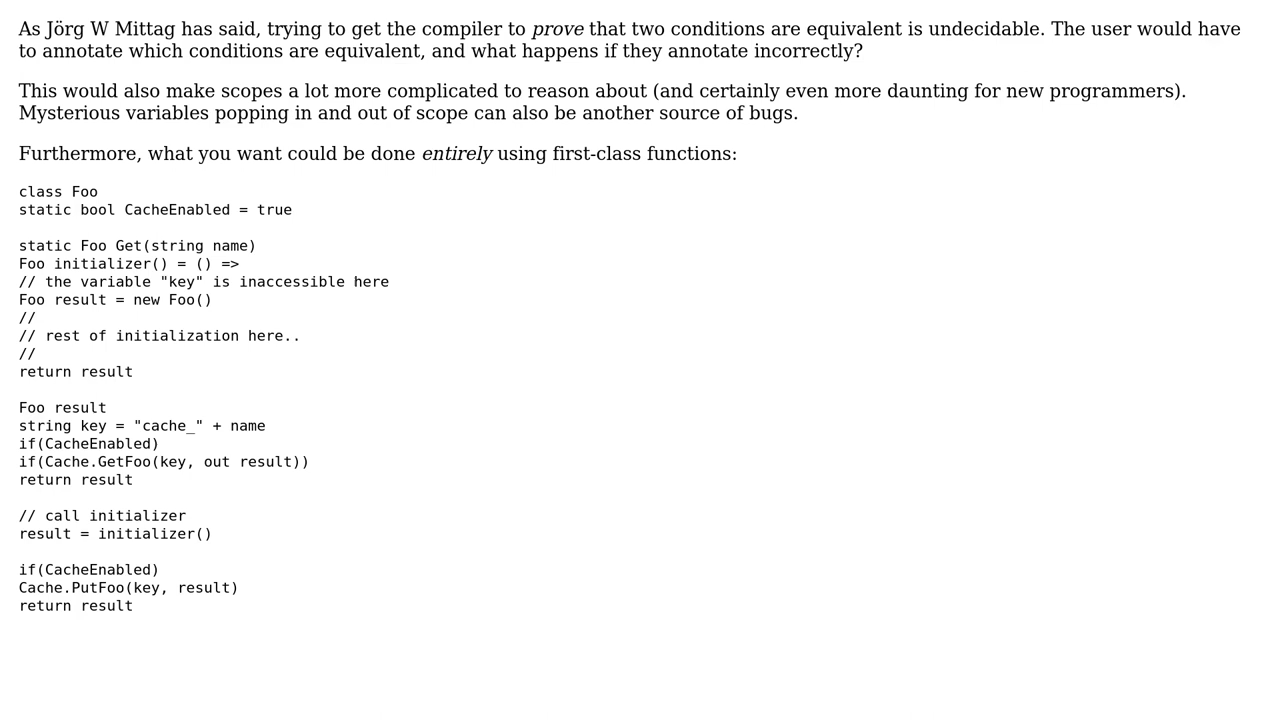 As Jörg W Mittag has said, trying to get the compiler to prove that two conditions are equivalent is undecidable. The user would have
to annotate which conditions are equivalent, and what happens if they annotate incorrectly?
This would also make scopes a lot more complicated to reason about (and certainly even more daunting for new programmers).
Mysterious variables popping in and out of scope can also be another source of bugs.
Furthermore, what you want could be done entirely using first-class functions:
class Foo
static bool CacheEnabled = true
static Foo Get(string name)
Foo initializer() = () =>
// the variable "key" is inaccessible here
Foo result = new Foo()
//
// rest of initialization here..
//
return result
Foo result
string key = "cache_" + name
if(CacheEnabled)
if(Cache.GetFoo(key, out result))
return result
// call initializer
result = initializer()
if(CacheEnabled)
Cache.PutFoo(key, result)
return result